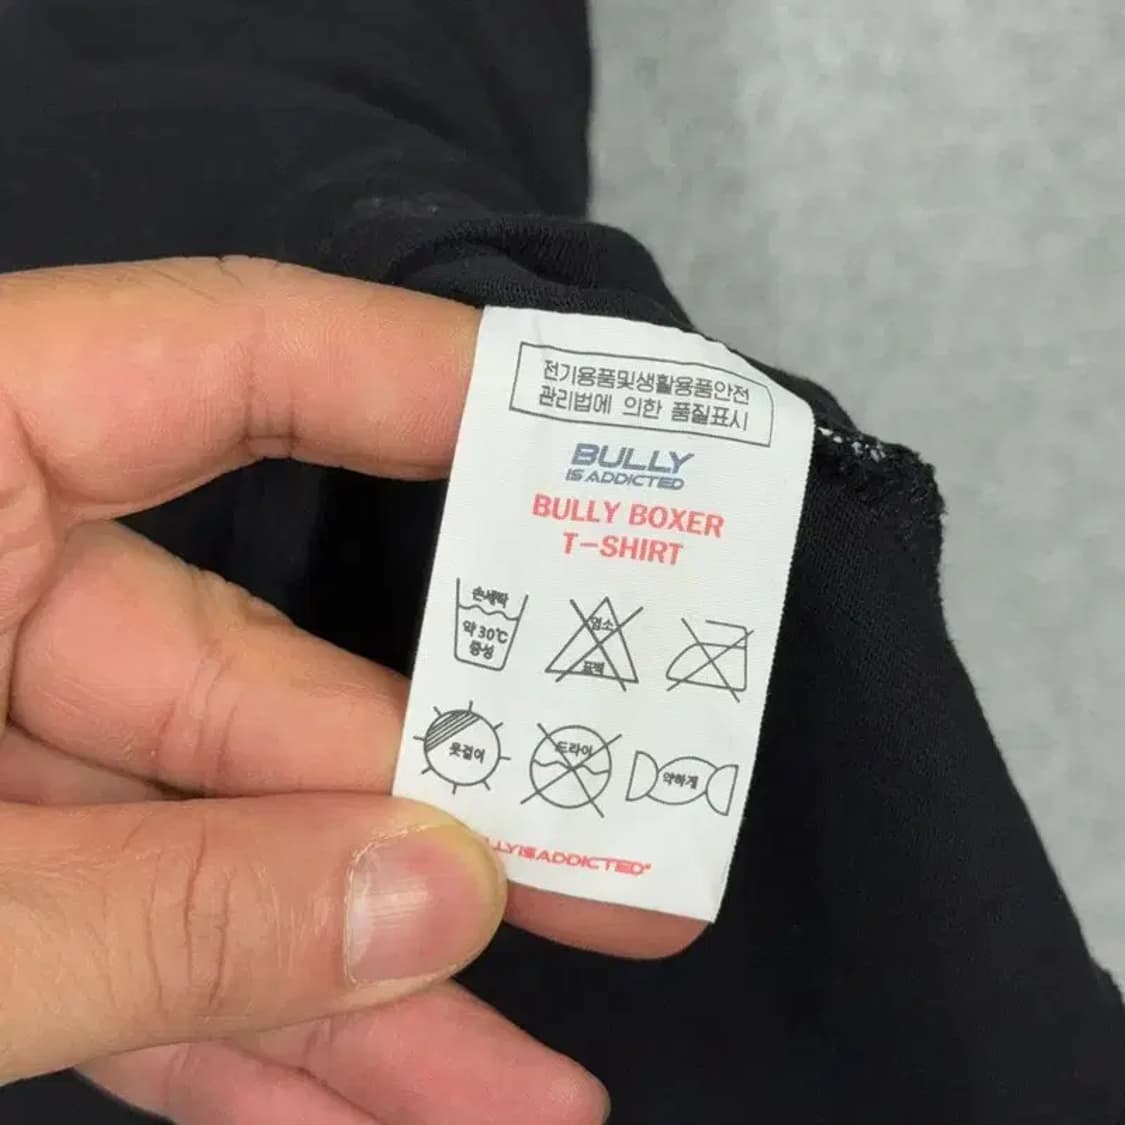 전기용품및생활용품안전
관리법에 의한 품질표시
BULLY
IS ADDICTED
BULLY BOXER
T-SHIRT
손세탁
약 30℃
중성
염소
표백
옷걸이
드라이
약하게
LLYISADDICTED®